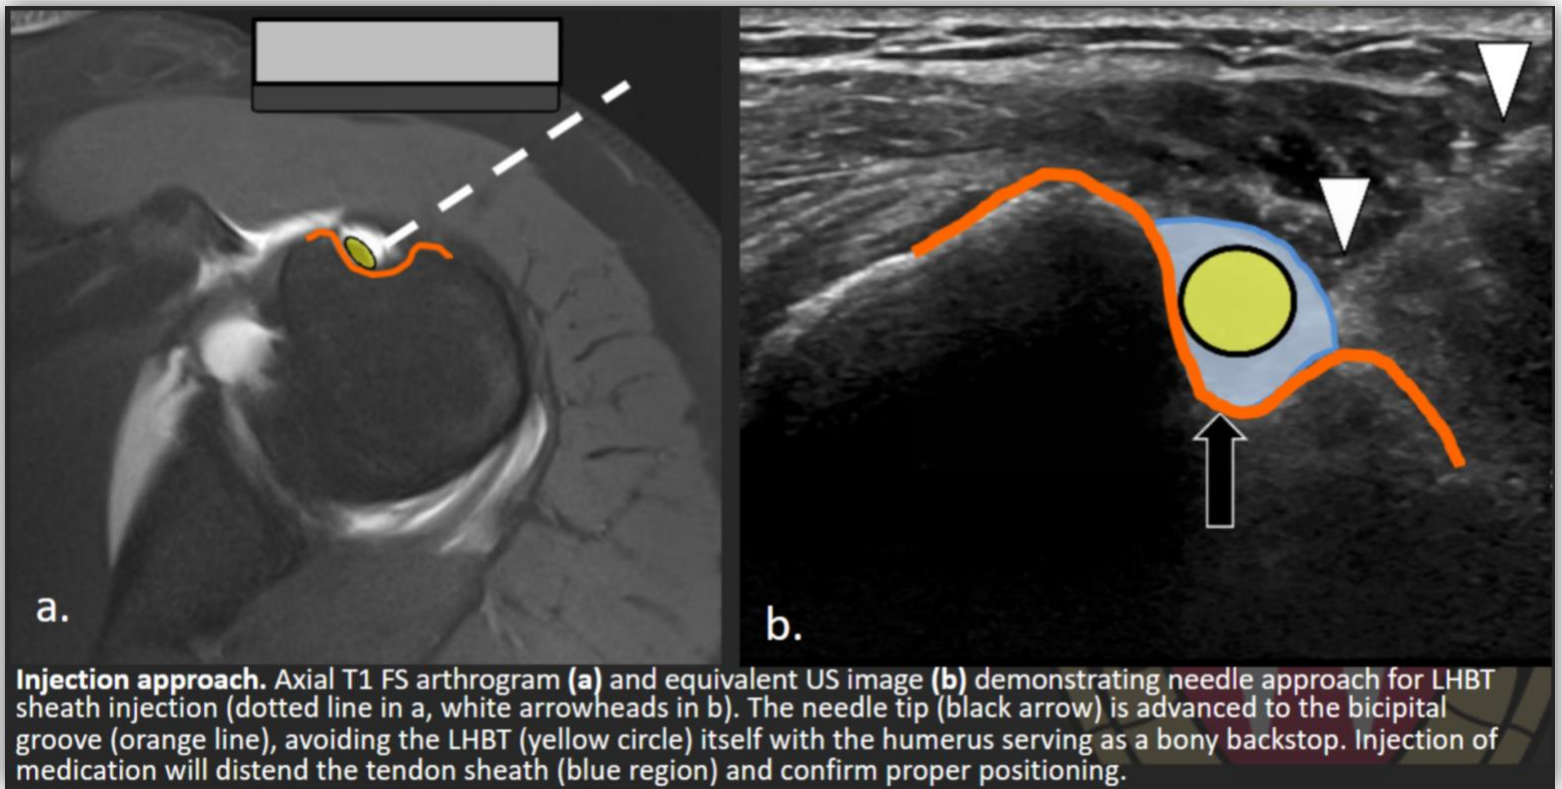 a.
b.
Injection approach. Axial T1 FS arthrogram (a) and equivalent US image (b) demonstrating needle approach for LHBT
sheath injection (dotted line in a, white arrowheads in b). The needle tip (black arrow) is advanced to the bicipital
groove (orange line), avoiding the LHBT (yellow circle) itself with the humerus serving as a bony backstop. Injection of
medication will distend the tendon sheath (blue region) and confirm proper positioning.